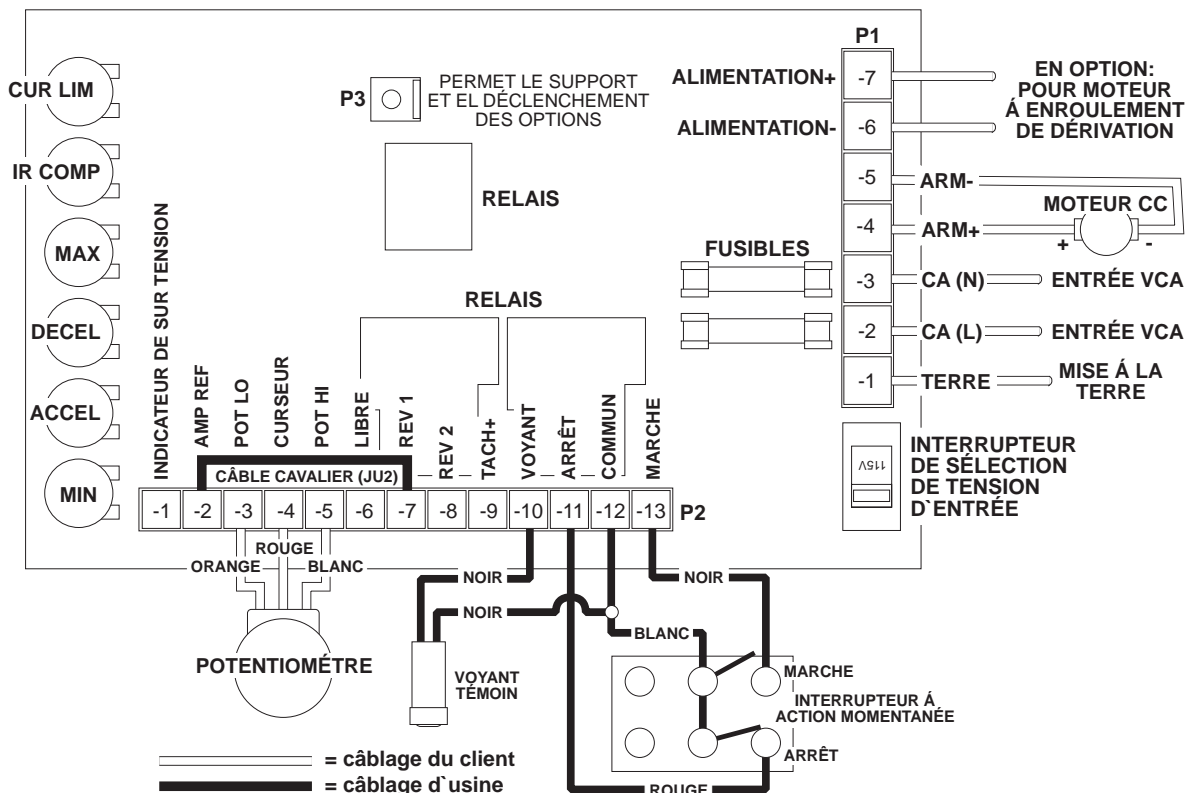 P1
CUR LIM
IR COMP
MAX
DECEL
ACCEL
MIN
P3
PERMET LE SUPPORT
ET EL DÉCLENCHEMENT
DES OPTIONS
RELAIS
ALIMENTATION+
ALIMENTATION-
-7
-6
-5
-4
-3
-2
-1
EN OPTION:
POUR MOTEUR
Á ENROULEMENT
DE DÉRIVATION
ARM-
MOTEUR CC
ARM+
+
-
CA (N)
ENTRÉE VCA
CA (L)
ENTRÉE VCA
TERRE
MISE Á LA
TERRE
FUSIBLES
RELAIS
INDICATEUR DE SUR TENSION
AMP REF
POT LO
CURSEUR
POT HI
LIBRE
REV 1
REV 2
TACH+
VOYANT
ARRÊT
COMMUN
MARCHE
115V
INTERRUPTEUR
DE SÉLECTION
DE TENSION
D`ENTRÉE
CÂBLE CAVALIER (JU2)
-1
-2
-3
-4
-5
-6
-7
-8
-9
-10
-11
-12
-13
P2
ROUGE
ORANGE
BLANC
POTENTIOMÉTRE
NOIR
NOIR
NOIR
BLANC
VOYANT
TÉMOIN
MARCHE
INTERRUPTEUR Á
ACTION MOMENTANÉE
ARRÊT
ROUGE
= câblage du client
= câblage d`usine